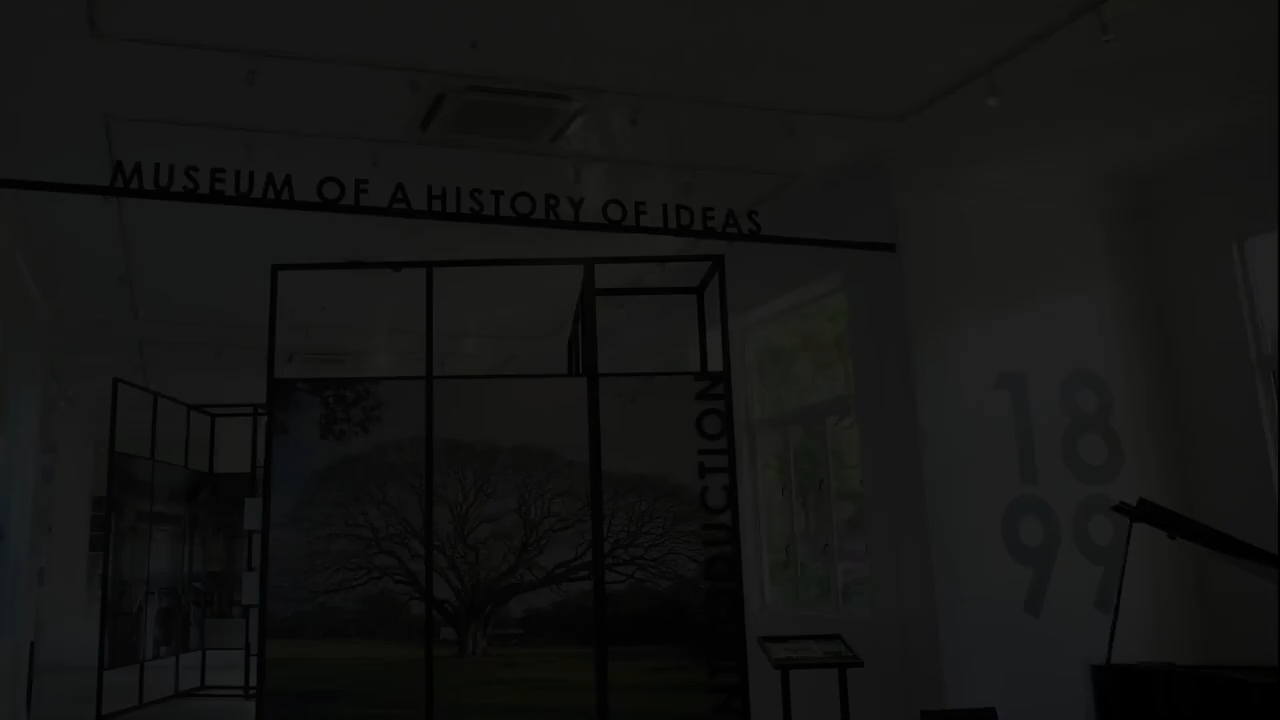 MUSEUM OF A HISTORY OF IDEAS
INTRODUCTION
18
99